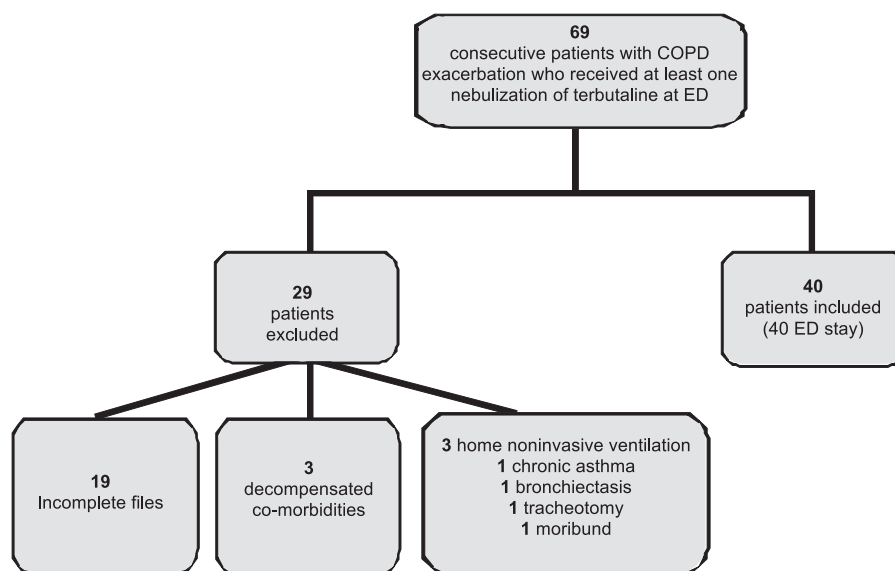 69
consecutive patients with COPD
exacerbation who received at least one
nebulization of terbutaline at ED
29
patients
excluded
40
patients included
(40 ED stay)
19
Incomplete files
3
decompensated
co-morbidities
3 home noninvasive ventilation
1 chronic asthma
1 bronchiectasis
1 tracheotomy
1 moribund